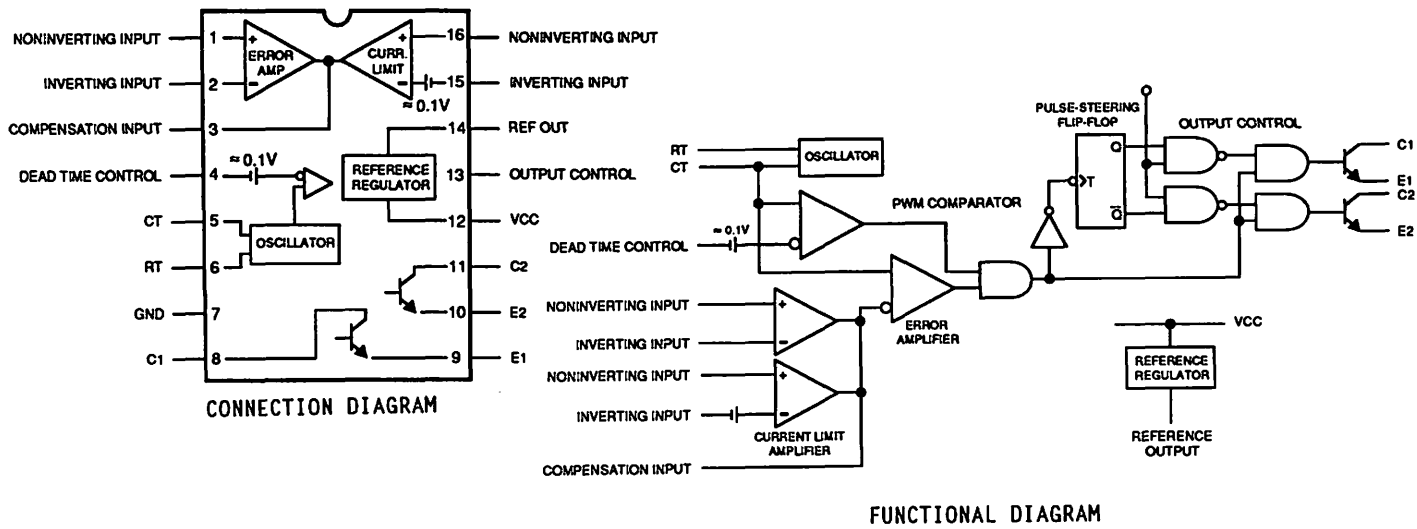 NONINVERTING INPUT 1 + ERROR AMP CURR. LIMIT + 16 NONINVERTING INPUT
INVERTING INPUT 2 − − 15 INVERTING INPUT
≈ 0.1V
COMPENSATION INPUT 3 14 REF OUT
≈ 0.1V
DEAD TIME CONTROL 4 REFERENCE REGULATOR 13 OUTPUT CONTROL
CT 5 12 VCC
OSCILLATOR
RT 6 11 C2
GND 7 10 E2
C1 8 9 E1
CONNECTION DIAGRAM
PULSE-STEERING
FLIP-FLOP
OUTPUT CONTROL
RT
CT
OSCILLATOR
Q
T
Q̅
C1
E1
C2
E2
PWM COMPARATOR
≈ 0.1V
DEAD TIME CONTROL
NONINVERTING INPUT +
INVERTING INPUT −
ERROR
AMPLIFIER
NONINVERTING INPUT +
INVERTING INPUT −
CURRENT LIMIT
AMPLIFIER
COMPENSATION INPUT
VCC
REFERENCE
REGULATOR
REFERENCE
OUTPUT
FUNCTIONAL DIAGRAM